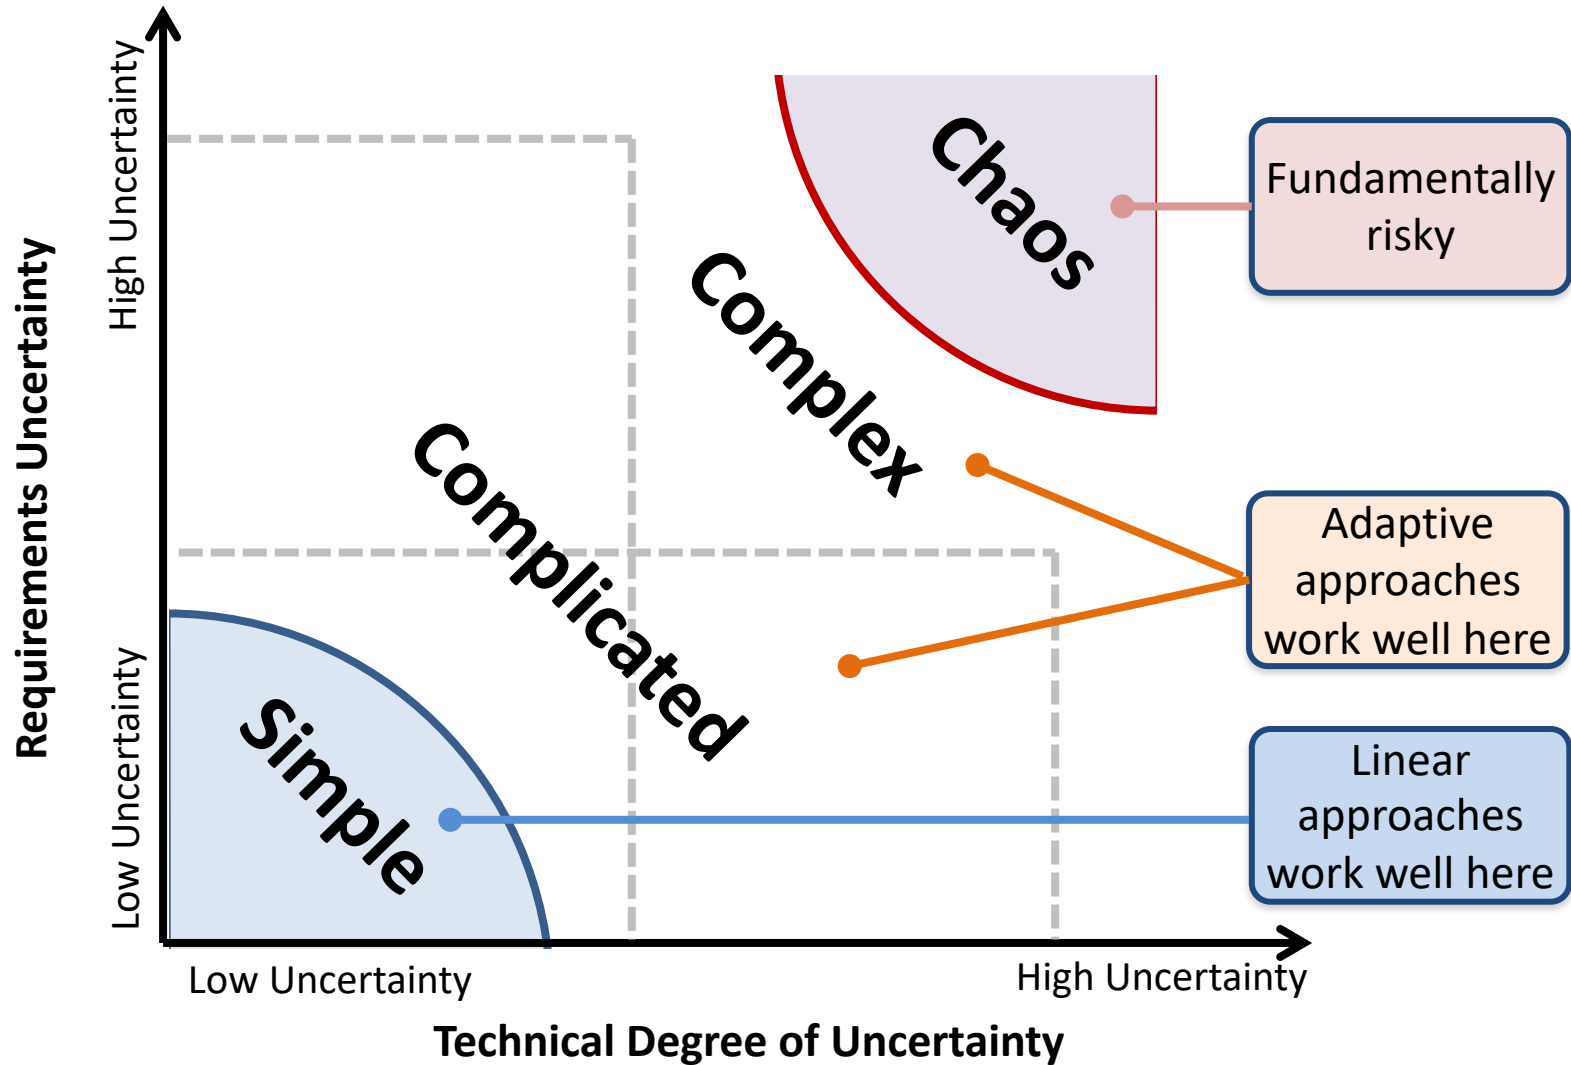 Requirements Uncertainty
High Uncertainty
Low Uncertainty
Chaos
Complex
Complicated
Simple
Fundamentally
risky
Adaptive
approaches
work well here
Linear
approaches
work well here
Low Uncertainty
High Uncertainty
Technical Degree of Uncertainty